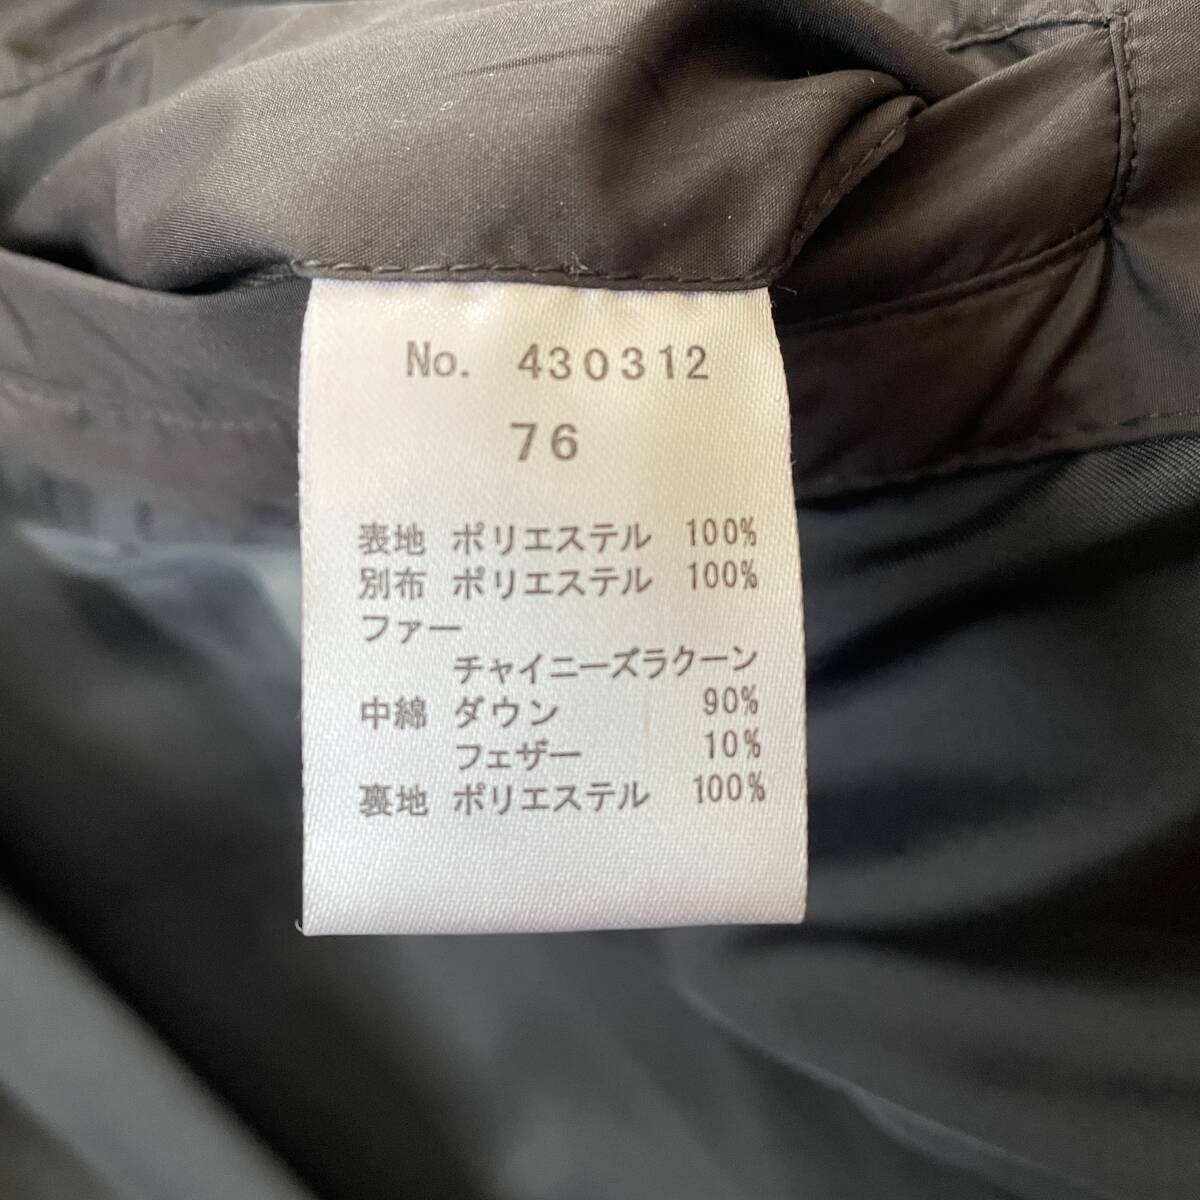 No. 430312
76
表地 ポリエステル 100%
別布 ポリエステル 100%
ファー
チャイニーズラクーン
中綿 ダウン 90%
フェザー 10%
裏地 ポリエステル 100%